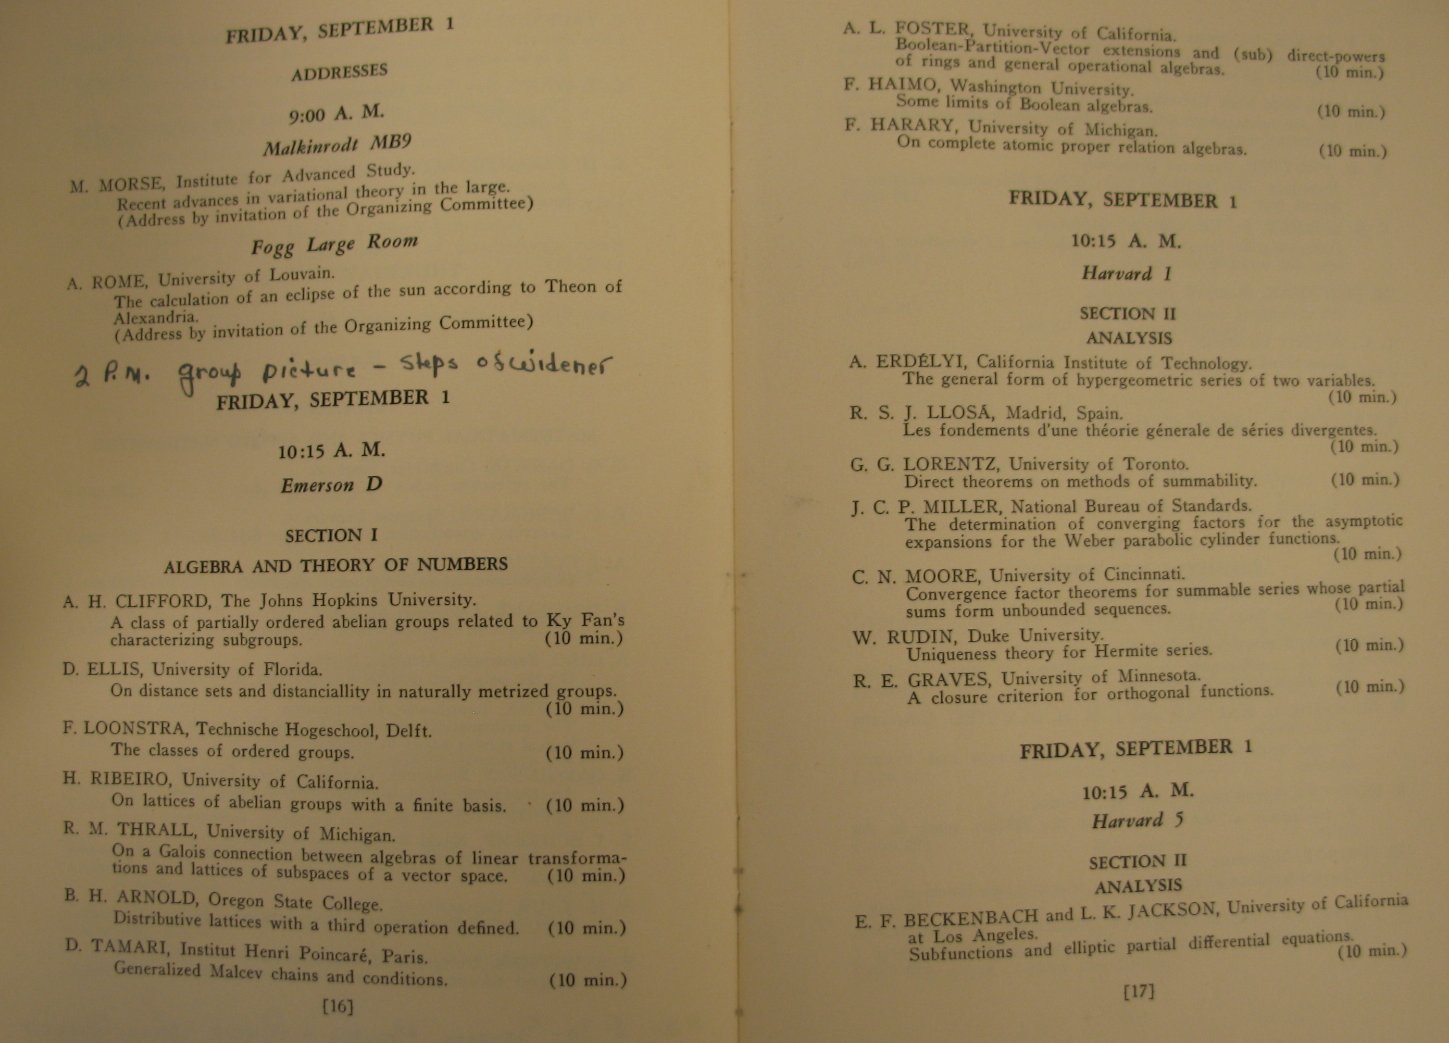 FRIDAY, SEPTEMBER 1
ADDRESSES
9:00 A. M.
Malkinrodt MB9
M. MORSE, Institute for Advanced Study.
Recent advances in variational theory in the large.
(Address by invitation of the Organizing Committee)
Fogg Large Room
A. ROME, University of Louvain.
The calculation of an eclipse of the sun according to Theon of
Alexandria.
(Address by invitation of the Organizing Committee)
2 P.M. group picture - steps of widener
FRIDAY, SEPTEMBER 1
10:15 A. M.
Emerson D
SECTION I
ALGEBRA AND THEORY OF NUMBERS
A. H. CLIFFORD, The Johns Hopkins University.
A class of partially ordered abelian groups related to Ky Fan's
characterizing subgroups. (10 min.)
D. ELLIS, University of Florida.
On distance sets and distanciallity in naturally metrized groups.
(10 min.)
F. LOONSTRA, Technische Hogeschool, Delft.
The classes of ordered groups. (10 min.)
H. RIBEIRO, University of California.
On lattices of abelian groups with a finite basis. (10 min.)
R. M. THRALL, University of Michigan.
On a Galois connection between algebras of linear transforma-
tions and lattices of subspaces of a vector space. (10 min.)
B. H. ARNOLD, Oregon State College.
Distributive lattices with a third operation defined. (10 min.)
D. TAMARI, Institut Henri Poincaré, Paris.
Generalized Malcev chains and conditions. (10 min.)
[16]
A. L. FOSTER, University of California.
Boolean-Partition-Vector extensions and (sub) direct-powers
of rings and general operational algebras. (10 min.)
F. HAIMO, Washington University.
Some limits of Boolean algebras. (10 min.)
F. HARARY, University of Michigan.
On complete atomic proper relation algebras. (10 min.)
FRIDAY, SEPTEMBER 1
10:15 A. M.
Harvard 1
SECTION II
ANALYSIS
A. ERDÉLYI, California Institute of Technology.
The general form of hypergeometric series of two variables.
(10 min.)
R. S. J. LLOSÁ, Madrid, Spain.
Les fondements d'une théorie génerale de séries divergentes.
(10 min.)
G. G. LORENTZ, University of Toronto.
Direct theorems on methods of summability. (10 min.)
J. C. P. MILLER, National Bureau of Standards.
The determination of converging factors for the asymptotic
expansions for the Weber parabolic cylinder functions.
(10 min.)
C. N. MOORE, University of Cincinnati.
Convergence factor theorems for summable series whose partial
sums form unbounded sequences. (10 min.)
W. RUDIN, Duke University.
Uniqueness theory for Hermite series. (10 min.)
R. E. GRAVES, University of Minnesota.
A closure criterion for orthogonal functions. (10 min.)
FRIDAY, SEPTEMBER 1
10:15 A. M.
Harvard 5
SECTION II
ANALYSIS
E. F. BECKENBACH and L. K. JACKSON, University of California
at Los Angeles.
Subfunctions and elliptic partial differential equations.
(10 min.)
[17]